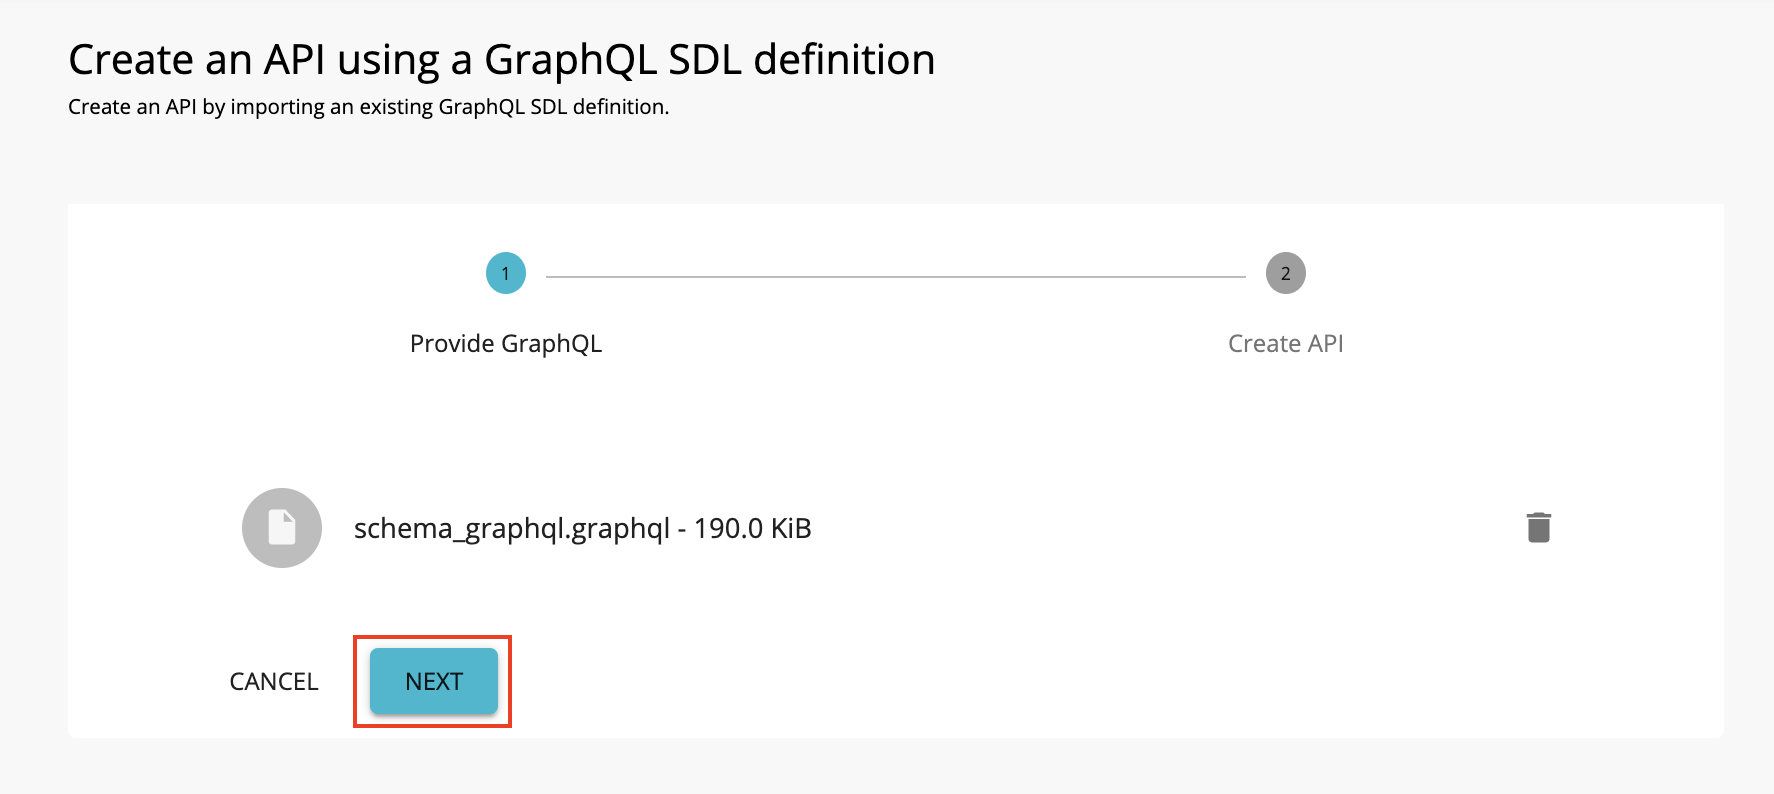 Create an API using a GraphQL SDL definition
Create an API by importing an existing GraphQL SDL definition.
1
2
Provide GraphQL
Create API
schema_graphql.graphql - 190.0 KiB
CANCEL
NEXT